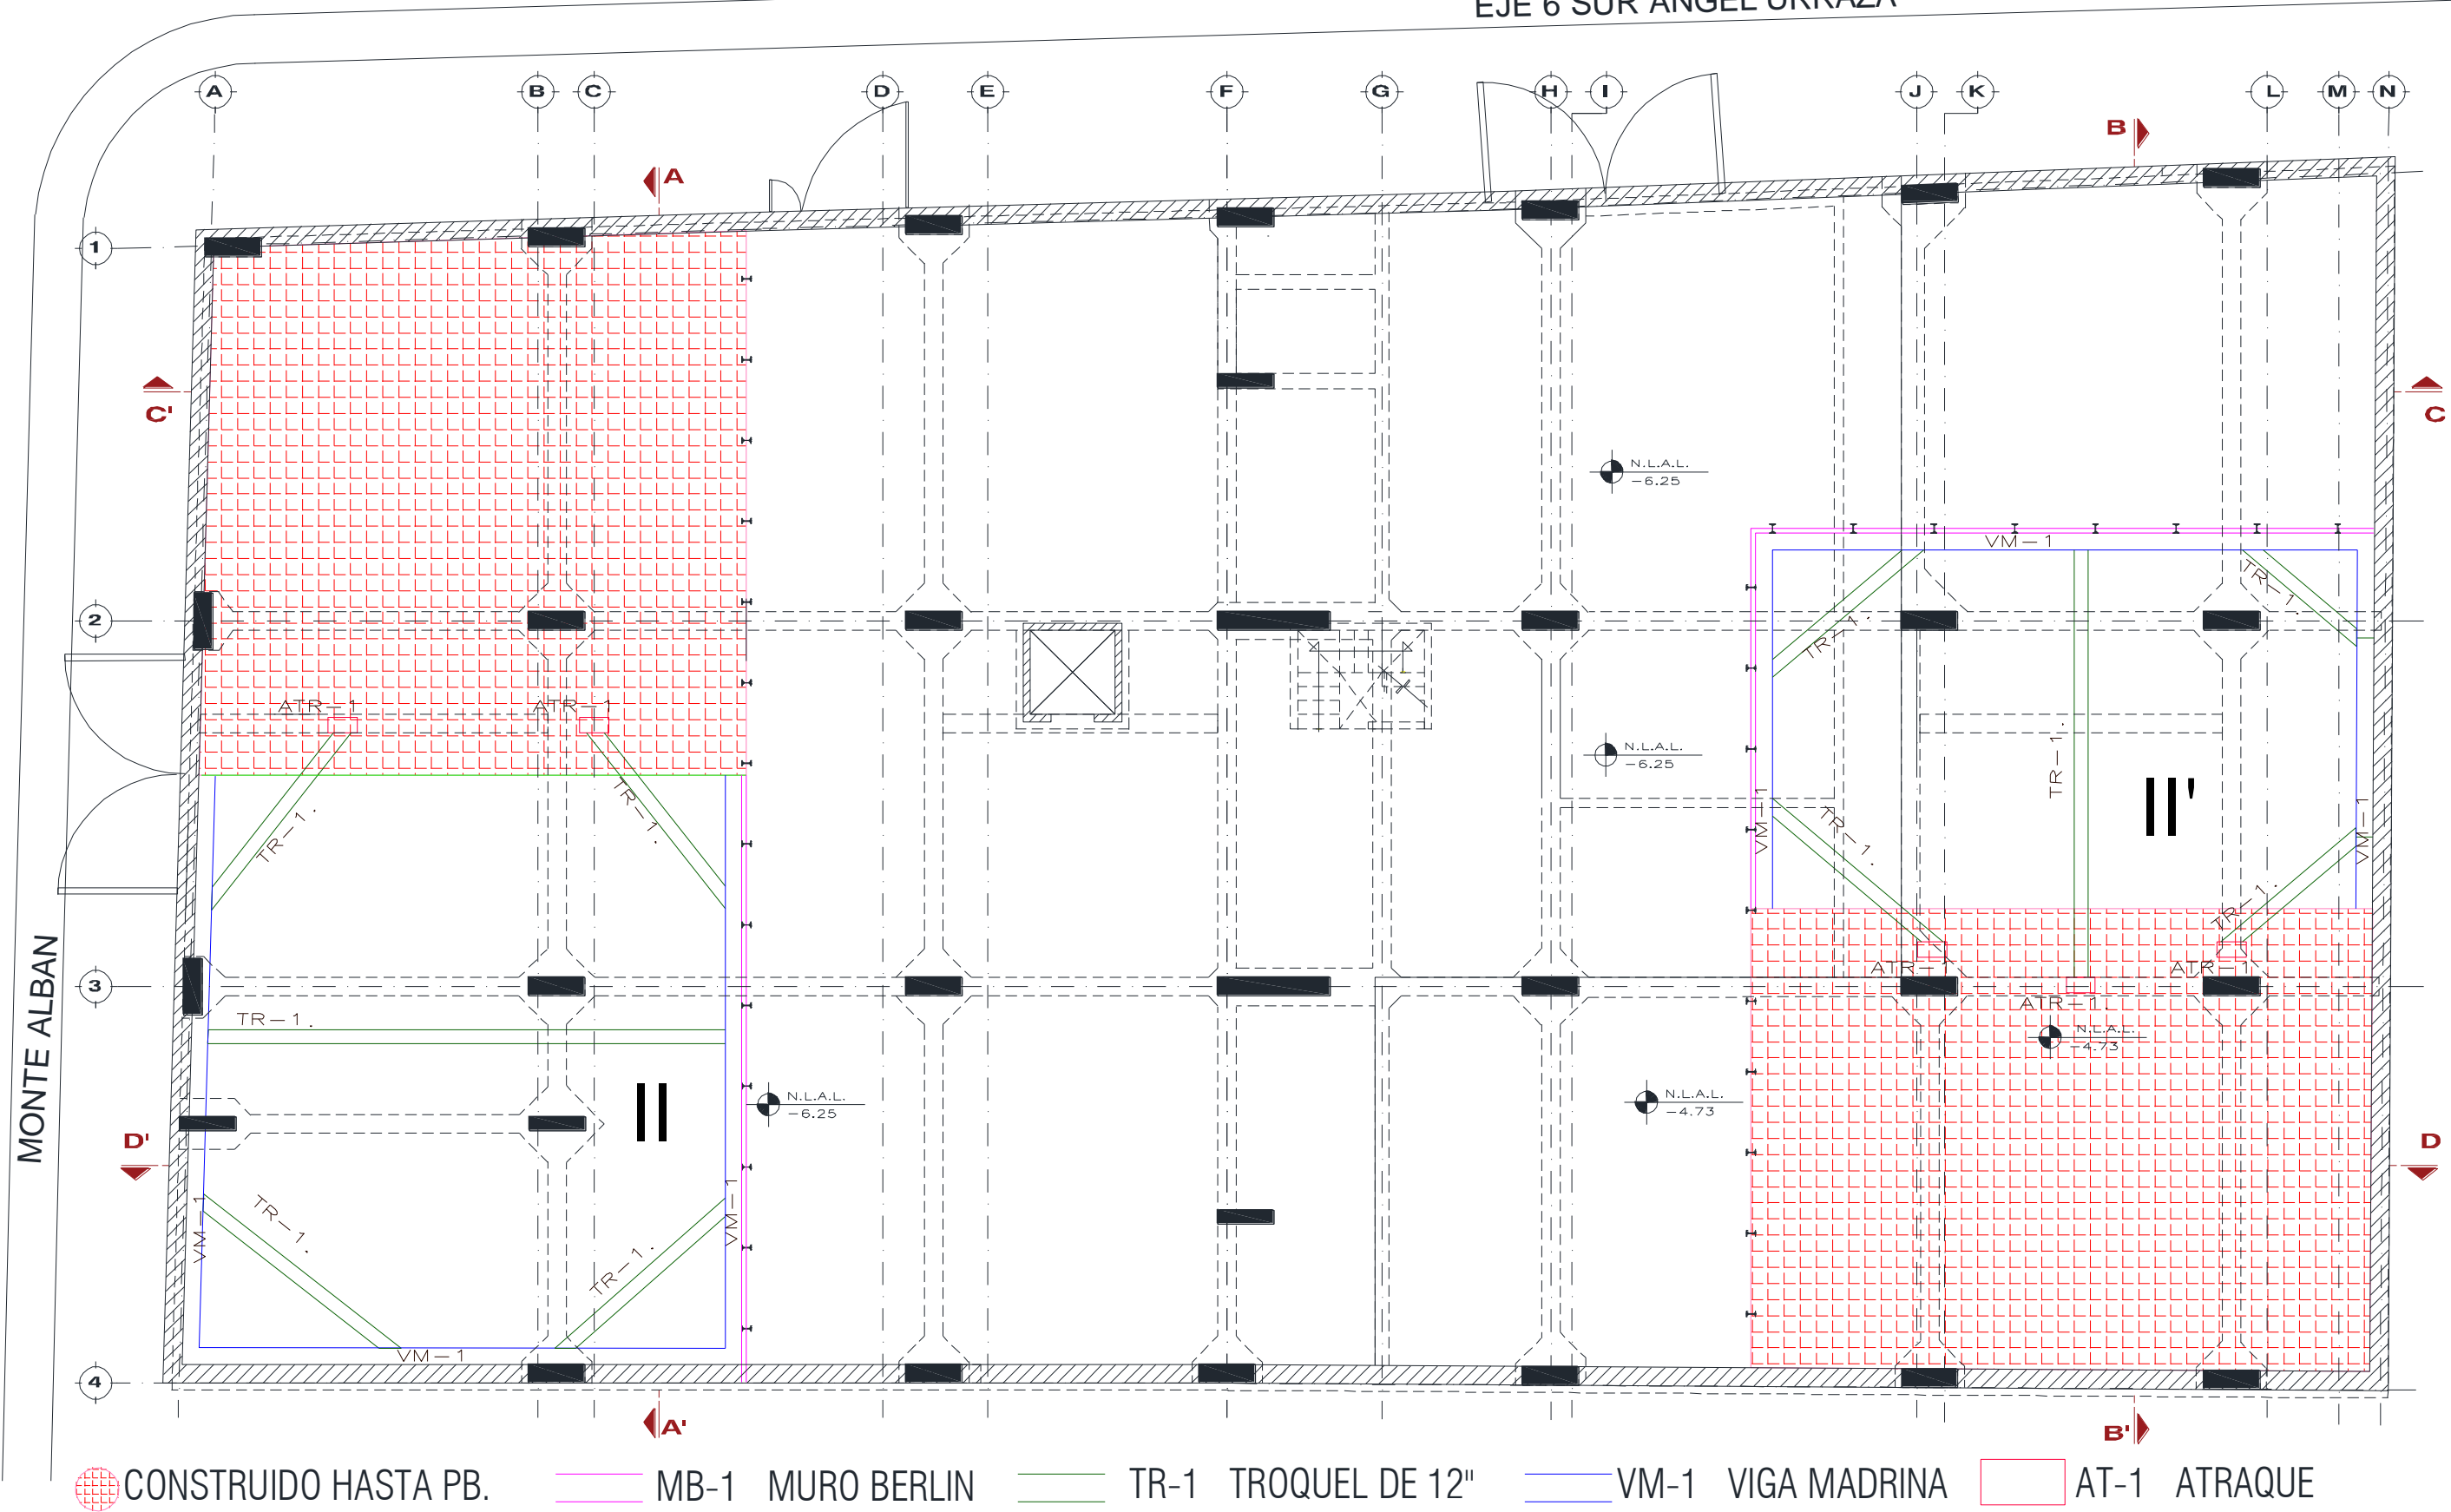 EJE 6 SUR ANGEL URRAZA
A B C D E F G H I J K L M N
B
A
1
C' C
N.L.A.L.
-6.25
VM-1
TR-1.
TR-1.
2
ATR-1 ATR-1
TR-1.
N.L.A.L.
-6.25
TR-1.
TR-1.
TR-1.
VM-1
TR-1.
VM-1
II'
TR-1.
MONTE ALBAN
3
ATR-1
ATR-1
ATR-1.
TR-1.
N.L.A.L.
-4.73
II
N.L.A.L.
-6.25
N.L.A.L.
-4.73
D' D
VM-1
TR-1.
TR-1.
VM-1
VM-1
4
A' B'
CONSTRUIDO HASTA PB.
MB-1 MURO BERLIN
TR-1 TROQUEL DE 12"
VM-1 VIGA MADRINA
AT-1 ATRAQUE